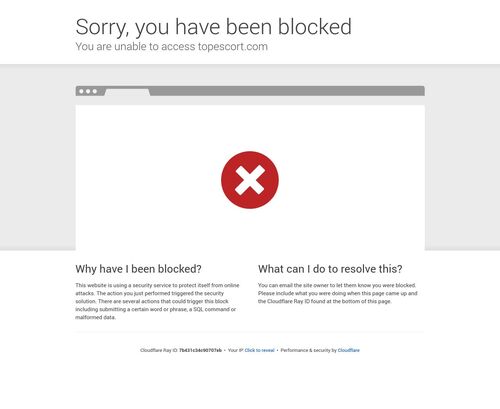 Sorry, you have been blocked
You are unable to access topescort.com
Why have I been blocked?
This website is using a security service to protect itself from online
attacks. The action you just performed triggered the security
solution. There are several actions that could trigger this block
including submitting a certain word or phrase, a SQL command or
malformed data.
What can I do to resolve this?
You can email the site owner to let them know you were blocked.
Please include what you were doing when this page came up and
the Cloudflare Ray ID found at the bottom of this page.
Cloudflare Ray ID: 7b431c34c90707eb • Your IP: Click to reveal • Performance & security by Cloudflare